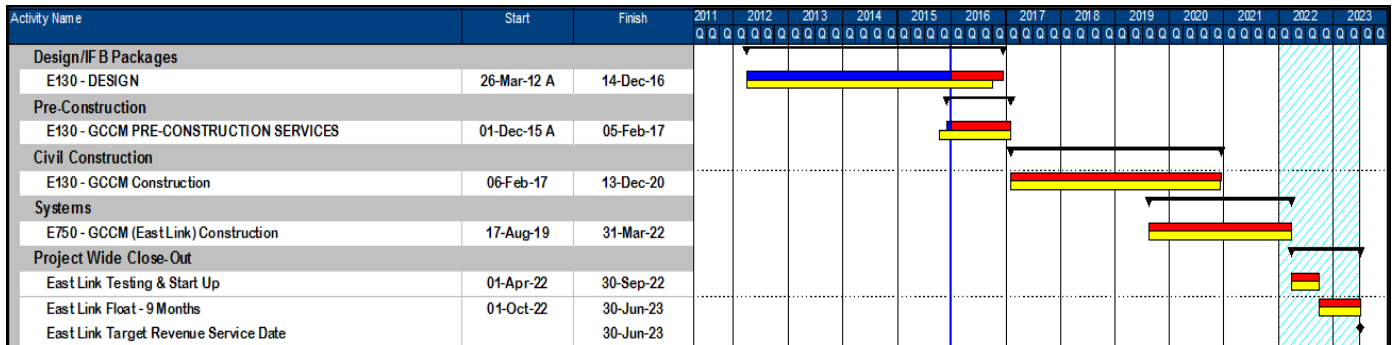 Activity Name Start Finish 2011 2012 2013 2014 2015 2016 2017 2018 2019 2020 2021 2022 2023
Q Q Q Q Q Q Q Q Q Q Q Q Q Q Q Q Q Q Q Q Q Q Q Q Q Q Q Q Q Q Q Q Q Q Q Q Q Q Q Q Q Q Q Q Q Q Q Q Q Q Q
Design/IFB Packages
E130 - DESIGN 26-Mar-12 A 14-Dec-16
Pre-Construction
E130 - GCCM PRE-CONSTRUCTION SERVICES 01-Dec-15 A 05-Feb-17
Civil Construction
E130 - GCCM Construction 06-Feb-17 13-Dec-20
Systems
E750 - GCCM (East Link) Construction 17-Aug-19 31-Mar-22
Project Wide Close-Out
East Link Testing & Start Up 01-Apr-22 30-Sep-22
East Link Float - 9 Months 01-Oct-22 30-Jun-23
East Link Target Revenue Service Date 30-Jun-23